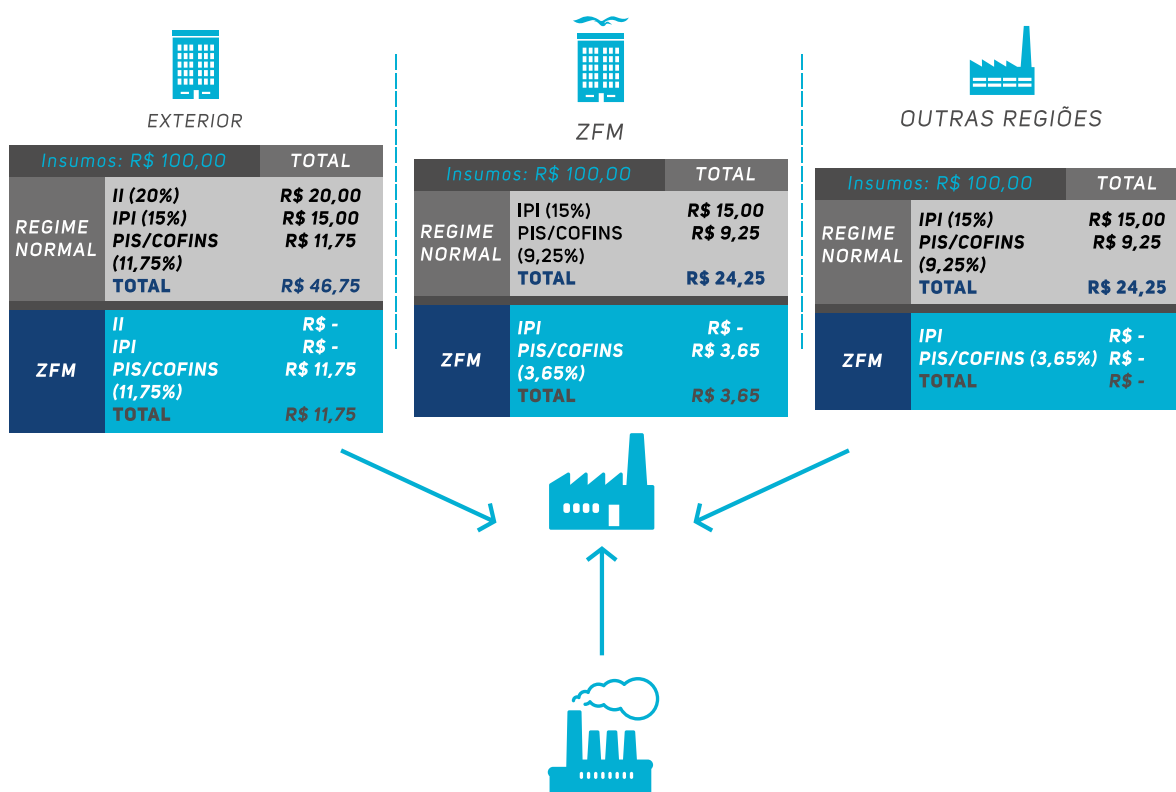 EXTERIOR
Insumos: R$ 100,00 TOTAL
REGIME NORMAL
II (20%) R$ 20,00
IPI (15%) R$ 15,00
PIS/COFINS R$ 11,75
(11,75%)
TOTAL R$ 46,75
ZFM
II R$ -
IPI R$ -
PIS/COFINS R$ 11,75
(11,75%)
TOTAL R$ 11,75
ZFM
Insumos: R$ 100,00 TOTAL
REGIME NORMAL
IPI (15%) R$ 15,00
PIS/COFINS R$ 9,25
(9,25%)
TOTAL R$ 24,25
ZFM
IPI R$ -
PIS/COFINS R$ 3,65
(3,65%)
TOTAL R$ 3,65
OUTRAS REGIÕES
Insumos: R$ 100,00 TOTAL
REGIME NORMAL
IPI (15%) R$ 15,00
PIS/COFINS R$ 9,25
(9,25%)
TOTAL R$ 24,25
ZFM
IPI R$ -
PIS/COFINS (3,65%) R$ -
TOTAL R$ -